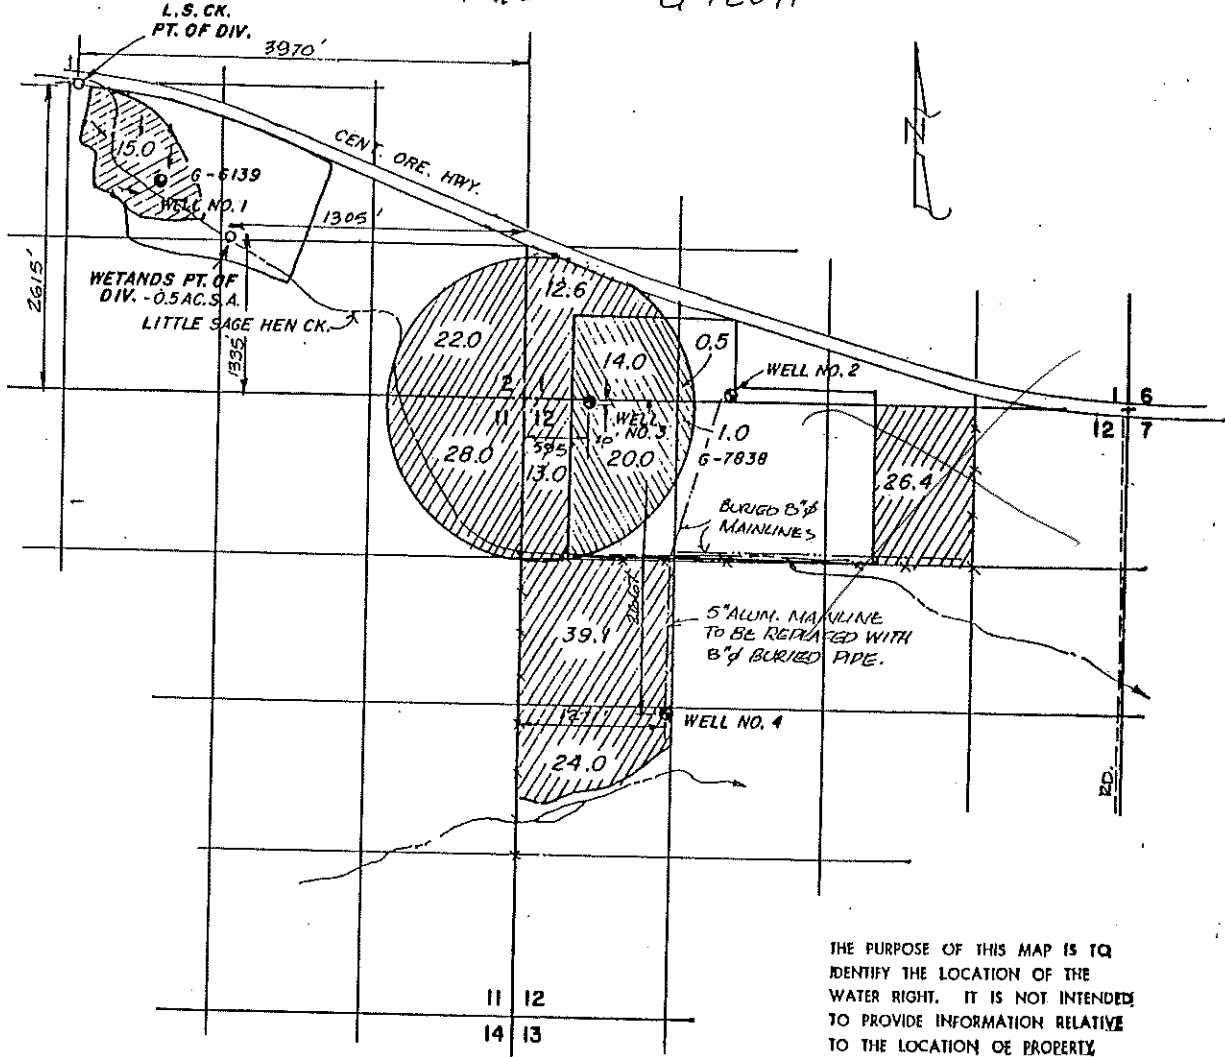 L.S. CK.
PT. OF DIV.
3970'
CENT. ORE. HWY.
N
15.0
G-6139
WELL NO. 1
1305'
2615'
WETANDS PT. OF
DIV. -0.5 AC. S.A.
LITTLE SAGE HEN CK.
1335'
12.6
22.0
14.0
0.5
WELL NO. 2
2 1
11 12
WELL
NO. 3
595
10'
1.0
G-7838
1 6
12 7
28.0
13.0
20.0
26.4
1
BURIED 8"φ
MAINLINES
39.1
5" ALUM. MAINLINE
TO BE REPLACED WITH
8"φ BURIED PIPE.
WELL NO. 4
24.0
RD.
11 12
14 13
THE PURPOSE OF THIS MAP IS TO
IDENTIFY THE LOCATION OF THE
WATER RIGHT. IT IS NOT INTENDED
TO PROVIDE INFORMATION RELATIVE
TO THE LOCATION OF PROPERTY